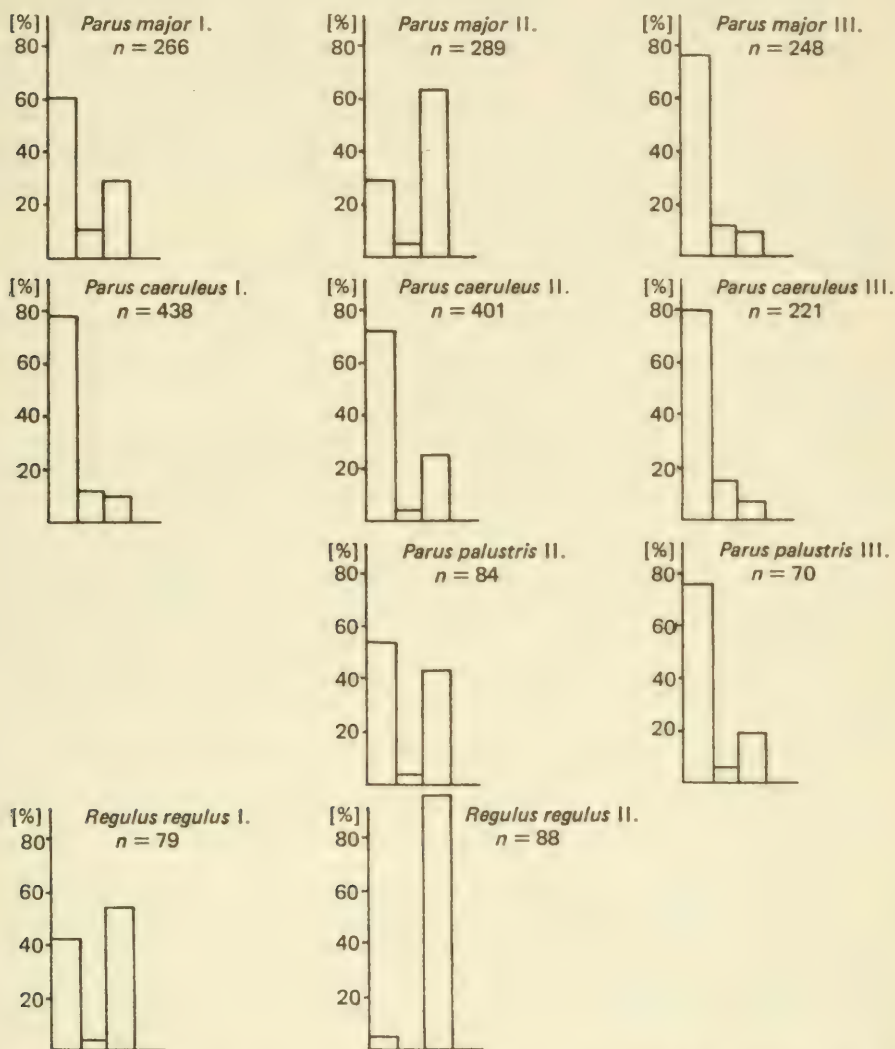 [%] Parus major I.
n = 266
80
60
40
20
[%] Parus major II.
n = 289
80
60
40
20
[%] Parus major III.
n = 248
80
60
40
20
[%] Parus caeruleus I.
n = 438
80
60
40
20
[%] Parus caeruleus II.
n = 401
80
60
40
20
[%] Parus caeruleus III.
n = 221
80
60
40
20
[%] Parus palustris II.
n = 84
80
60
40
20
[%] Parus palustris III.
n = 70
80
60
40
20
[%] Regulus regulus I.
n = 79
80
60
40
20
[%] Regulus regulus II.
n = 88
80
60
40
20